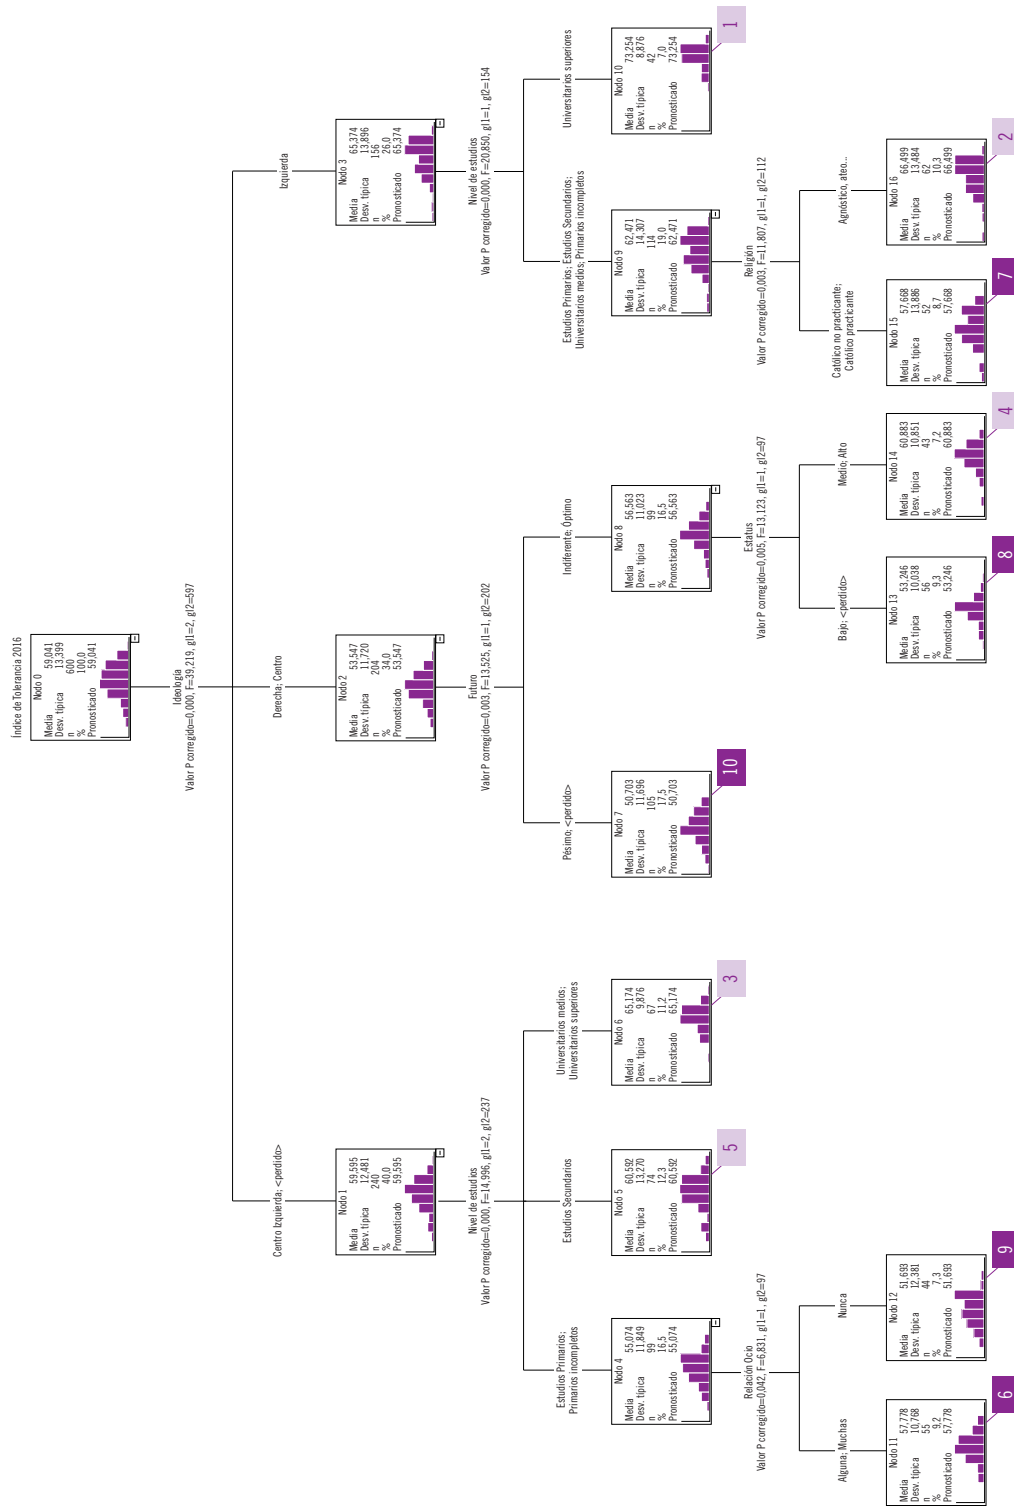 Índice de Tolerancia 2016
Nodo 0
Media 59,041
Desv. típica 13,399
n 600
% 100,0
Pronosticado 59,041
Ideología
Valor P corregido=0,000, F=39,219, gl1=2, gl2=597
Centro Izquierda; <perdido>
Nodo 1
Media 59,595
Desv. típica 12,481
n 240
% 40,0
Pronosticado 59,595
Derecha; Centro
Nodo 2
Media 53,547
Desv. típica 11,720
n 204
% 34,0
Pronosticado 53,547
Izquierda
Nodo 3
Media 65,374
Desv. típica 13,896
n 156
% 26,0
Pronosticado 65,374
Nivel de estudios
Valor P corregido=0,000, F=14,996, gl1=2, gl2=237
Futuro
Valor P corregido=0,003, F=13,525, gl1=1, gl2=202
Nivel de estudios
Valor P corregido=0,000, F=20,850, gl1=1, gl2=154
Estudios Primarios;
Primarios incompletos
Nodo 4
Media 55,074
Desv. típica 11,849
n 99
% 16,5
Pronosticado 55,074
Estudios Secundarios
Nodo 5
Media 60,592
Desv. típica 13,270
n 74
% 12,3
Pronosticado 60,592
5
Universitarios medios;
Universitarios superiores
Nodo 6
Media 65,174
Desv. típica 9,876
n 67
% 11,2
Pronosticado 65,174
3
Pésimo; <perdido>
Nodo 7
Media 50,703
Desv. típica 11,696
n 105
% 17,5
Pronosticado 50,703
10
Indiferente; Óptimo
Nodo 8
Media 56,563
Desv. típica 11,023
n 99
% 16,5
Pronosticado 56,563
Estudios Primarios; Estudios Secundarios;
Universitarios medios; Primarios incompletos
Nodo 9
Media 62,471
Desv. típica 14,307
n 114
% 19,0
Pronosticado 62,471
Universitarios superiores
Nodo 10
Media 73,254
Desv. típica 8,876
n 42
% 7,0
Pronosticado 73,254
1
Relación Ocio
Valor P corregido=0,042, F=6,831, gl1=1, gl2=97
Estatus
Valor P corregido=0,005, F=13,123, gl1=1, gl2=97
Religión
Valor P corregido=0,003, F=11,807, gl1=1, gl2=112
Alguna; Muchas
Nodo 11
Media 57,778
Desv. típica 10,768
n 55
% 9,2
Pronosticado 57,778
6
Nunca
Nodo 12
Media 51,693
Desv. típica 12,381
n 44
% 7,3
Pronosticado 51,693
9
Bajo; <perdido>
Nodo 13
Media 53,246
Desv. típica 10,038
n 56
% 9,3
Pronosticado 53,246
8
Medio; Alto
Nodo 14
Media 60,883
Desv. típica 10,851
n 43
% 7,2
Pronosticado 60,883
4
Católico no practicante;
Católico practicante
Nodo 15
Media 57,668
Desv. típica 13,886
n 52
% 8,7
Pronosticado 57,668
7
Agnóstico, ateo...
Nodo 16
Media 66,499
Desv. típica 13,484
n 62
% 10,3
Pronosticado 66,499
2